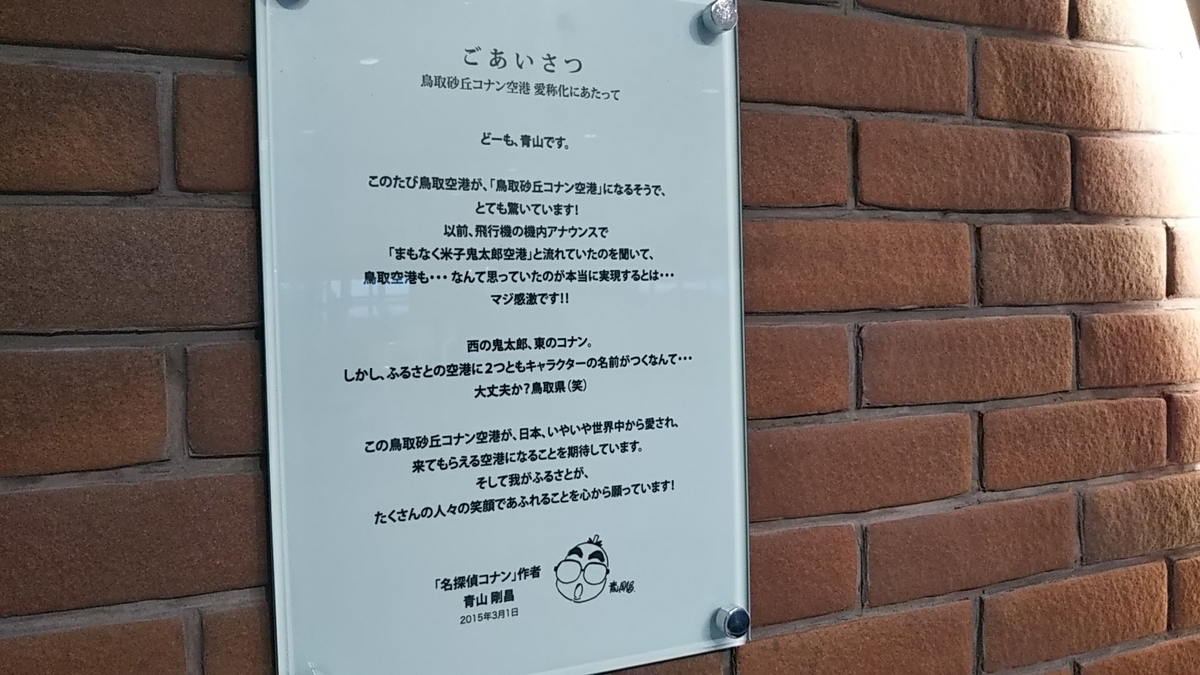 ごあいさつ
鳥取砂丘コナン空港 愛称化にあたって
どーも、青山です。
このたび鳥取空港が、「鳥取砂丘コナン空港」になるそうで、
とても驚いています!
以前、飛行機の機内アナウンスで
「まもなく米子鬼太郎空港」と流れていたのを聞いて、
鳥取空港も・・・なんて思っていたのが本当に実現するとは・・・
マジ感激です!!
西の鬼太郎、東のコナン。
しかし、ふるさとの空港に2つともキャラクターの名前がつくなんて・・・
大丈夫か?鳥取県(笑)
この鳥取砂丘コナン空港が、日本、いやいや世界中から愛され、
来てもらえる空港になることを期待しています。
そして我がふるさとが、
たくさんの人々の笑顔であふれることを心から願っています!
「名探偵コナン」作者
青山 剛昌
2015年3月1日